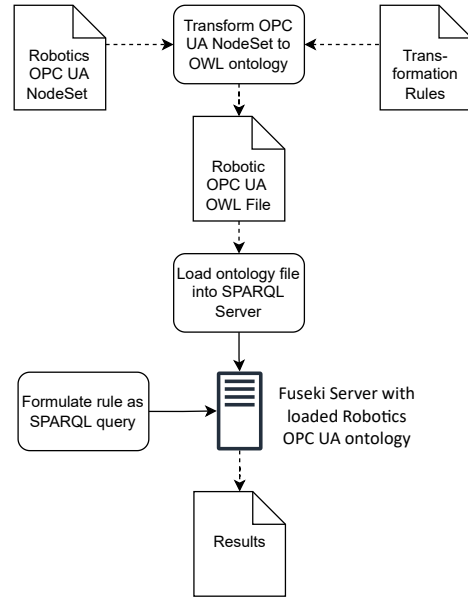 Robotics
OPC UA
NodeSet
Transform OPC
UA NodeSet to
OWL ontology
Trans-
formation
Rules
Robotic
OPC UA
OWL File
Load ontology file
into SPARQL
Server
Formulate rule as
SPARQL query
Fuseki Server with
loaded Robotics
OPC UA ontology
Results